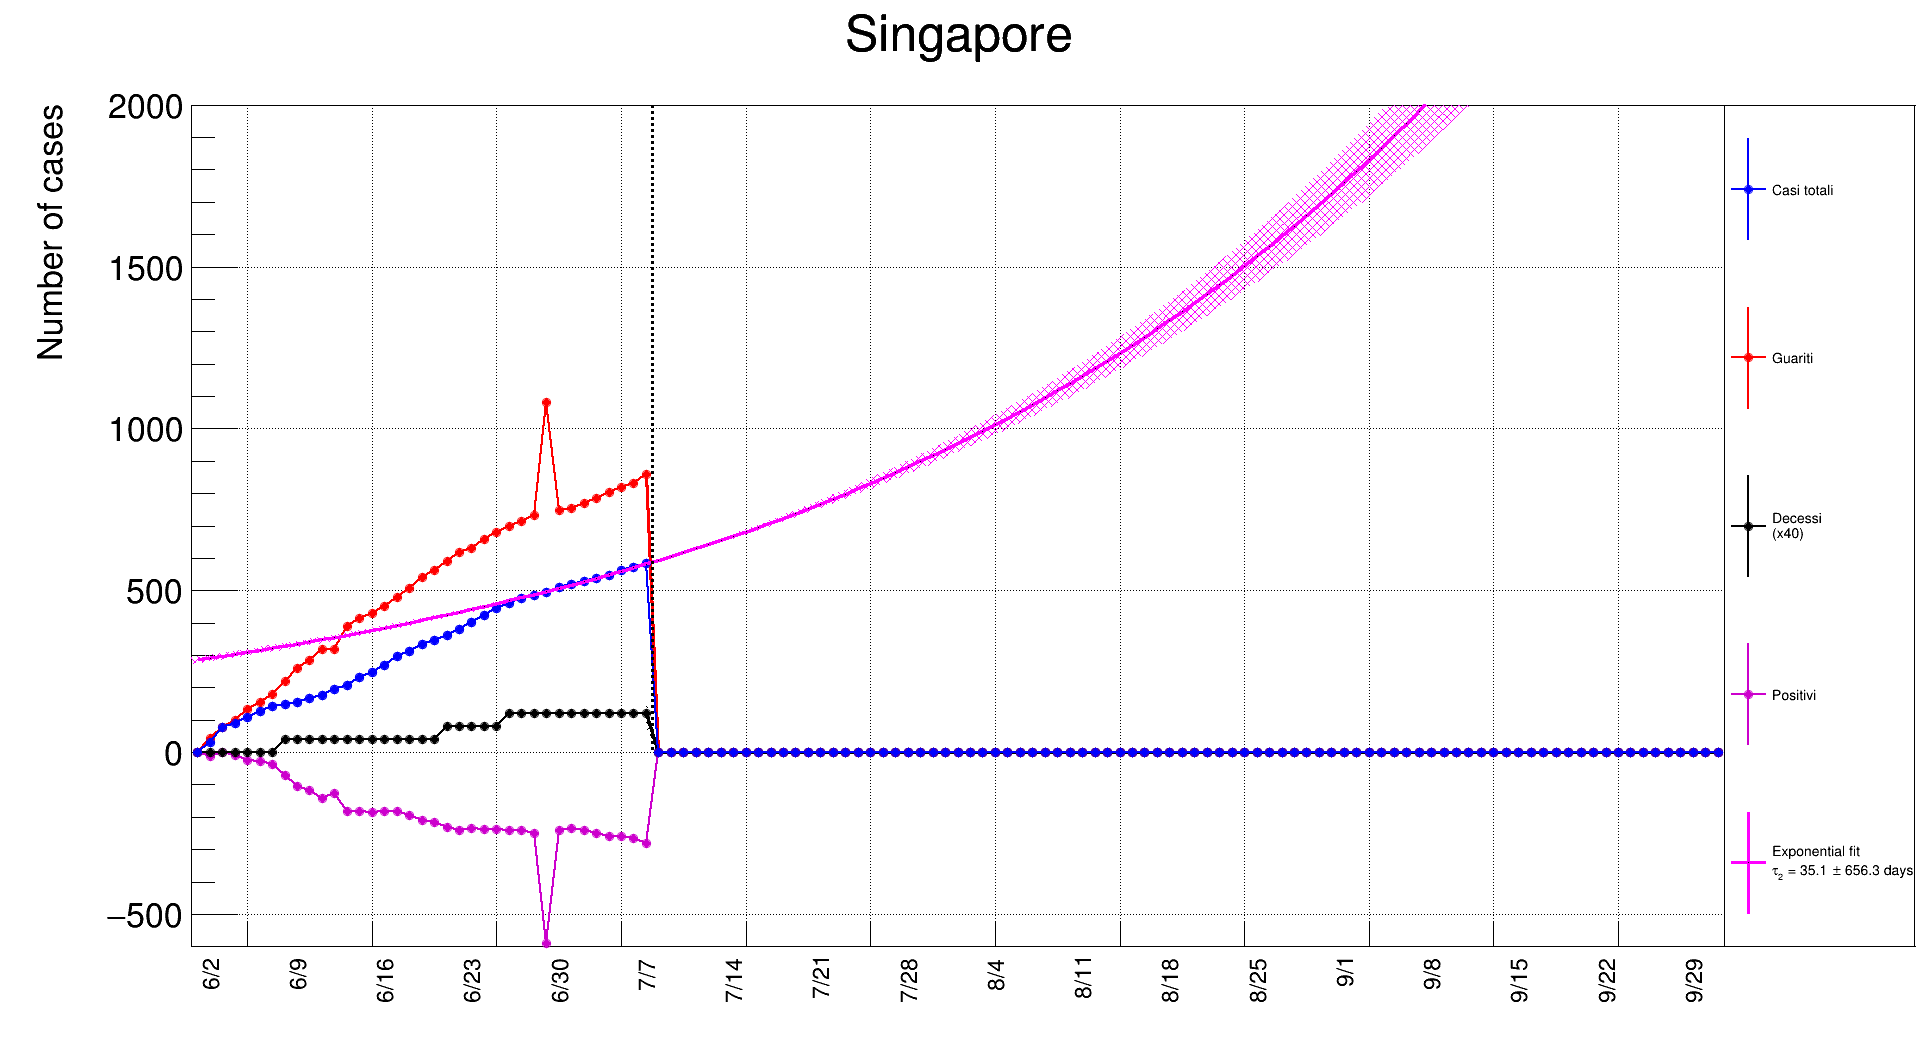 Singapore
Number of cases
2000
1500
1000
500
0
−500
6/2
6/9
6/16
6/23
6/30
7/7
7/14
7/21
7/28
8/4
8/11
8/18
8/25
9/1
9/8
9/15
9/22
9/29
Casi totali
Guariti
Decessi
(x40)
Positivi
Exponential fit
τ₂ = 35.1 ± 656.3 days